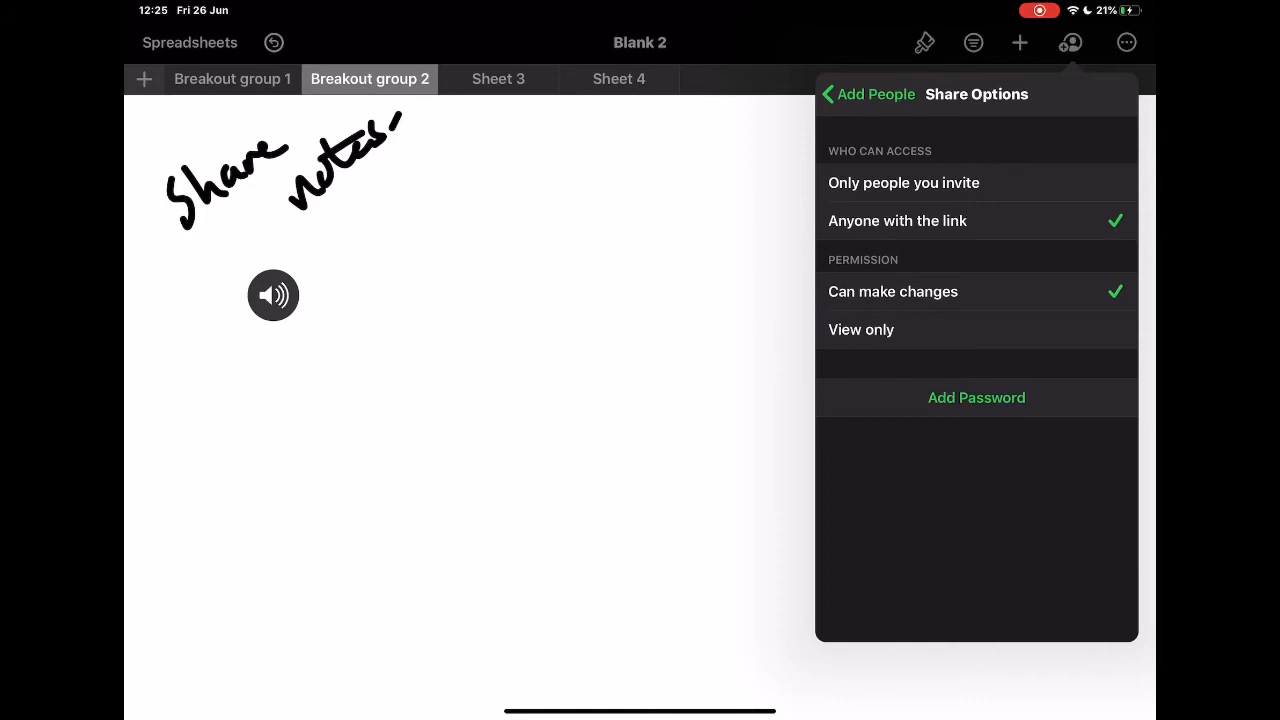 12:25 Fri 26 Jun 21%
Spreadsheets Blank 2
Breakout group 1 Breakout group 2 Sheet 3 Sheet 4
Share notes
Add People Share Options
WHO CAN ACCESS
Only people you invite
Anyone with the link
PERMISSION
Can make changes
View only
Add Password